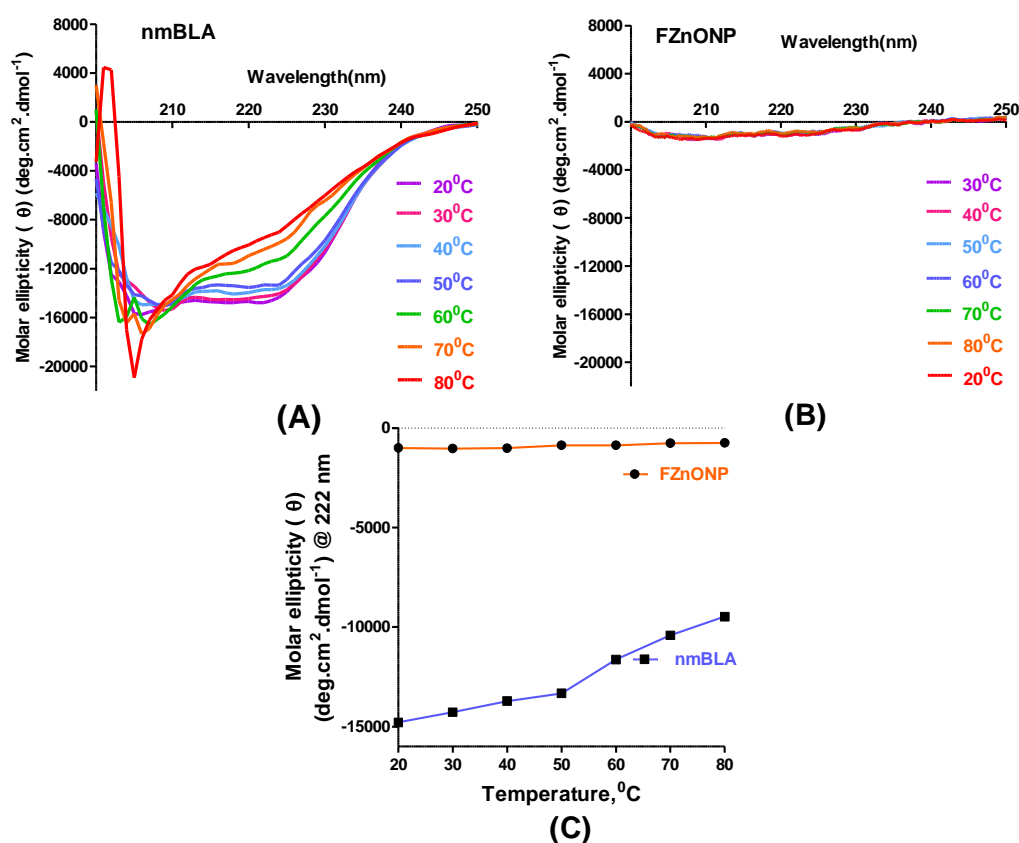 nmBLA
Wavelength(nm)
8000
4000
0
-4000
-8000
-12000
-16000
-20000
210
220
230
240
250
Molar ellipticity ( θ) (deg.cm².dmol⁻¹)
20⁰C
30⁰C
40⁰C
50⁰C
60⁰C
70⁰C
80⁰C
(A)
FZnONP
Wavelength(nm)
8000
4000
0
-4000
-8000
-12000
-16000
-20000
210
220
230
240
250
Molar ellipticity ( θ) (deg.cm².dmol⁻¹)
30⁰C
40⁰C
50⁰C
60⁰C
70⁰C
80⁰C
20⁰C
(B)
0
-5000
-10000
-15000
Molar ellipticity ( θ)
(deg.cm².dmol⁻¹) @ 222 nm
FZnONP
nmBLA
20
30
40
50
60
70
80
Temperature,⁰C
(C)